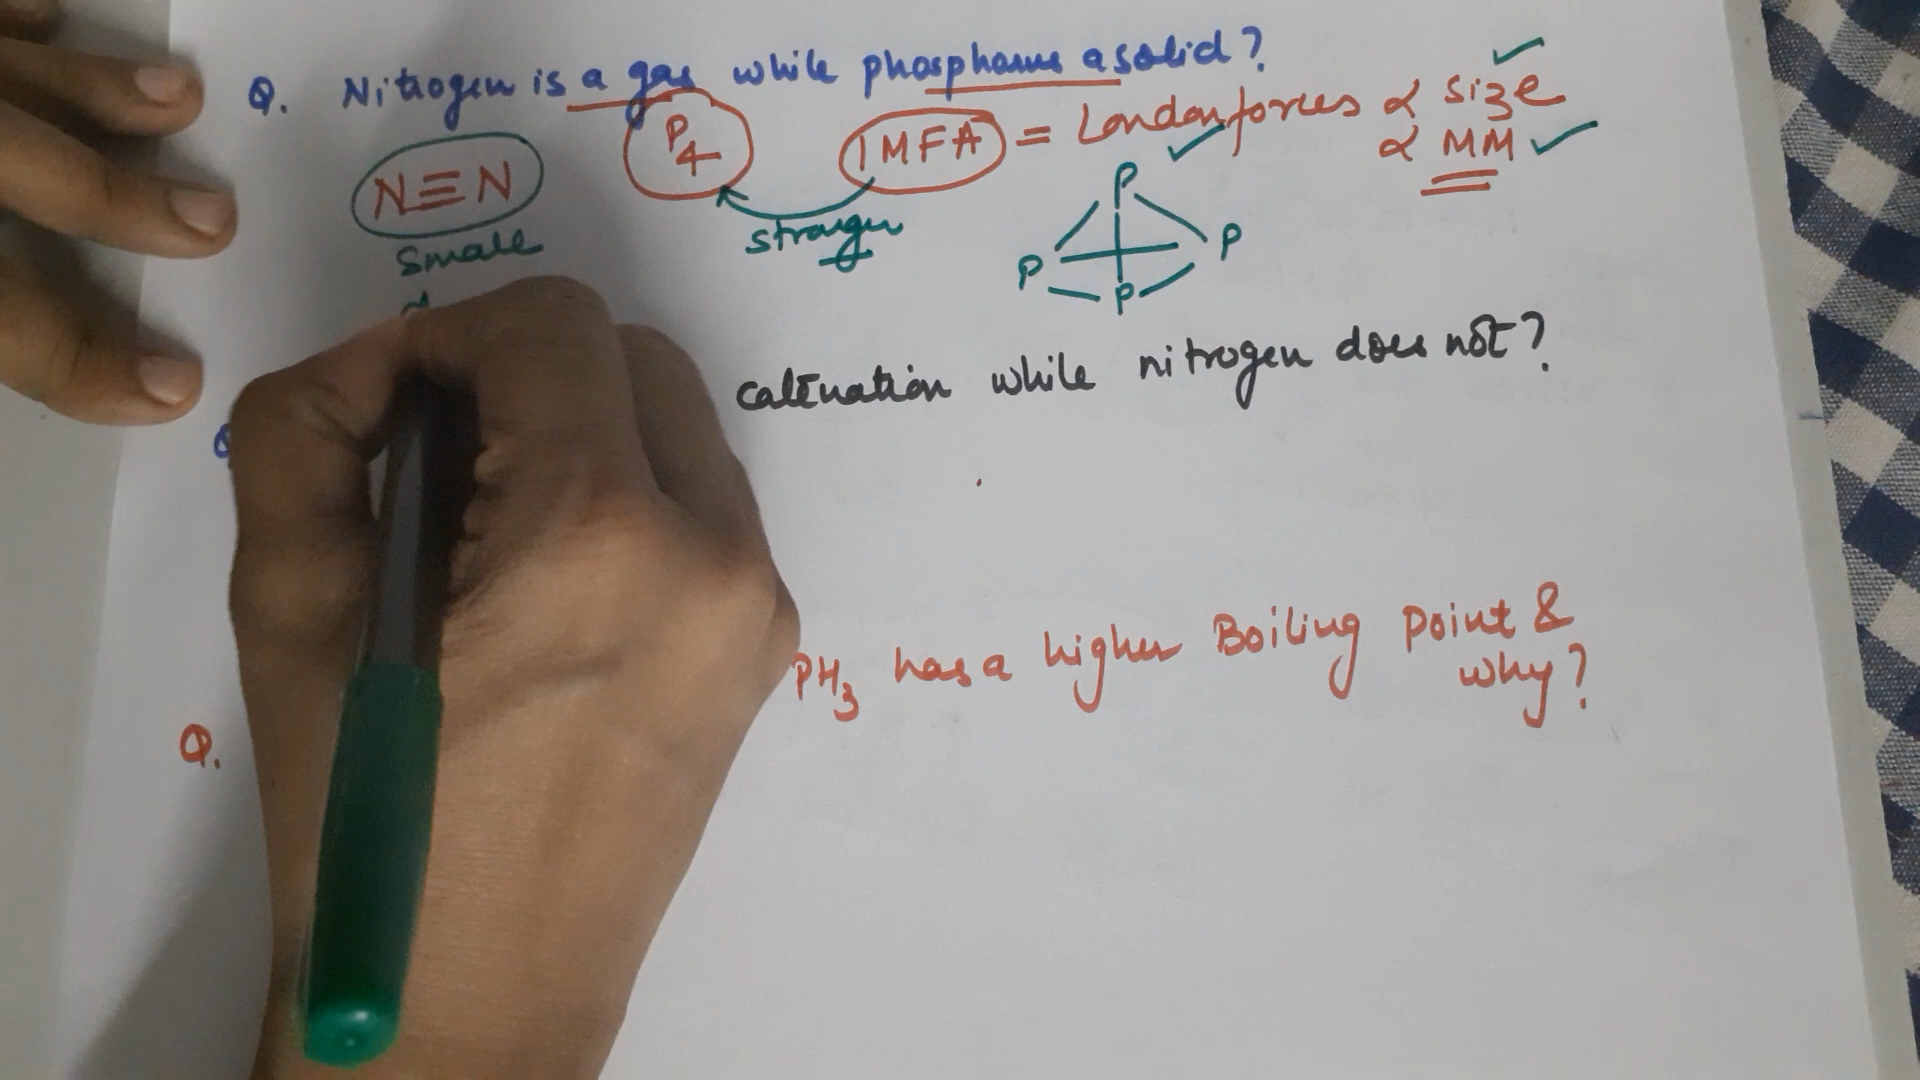 Q. Nitrogen is a gas while phosphorus a solid?
N≡N
P4
IMFA = London forces ∝ size
∝ MM
small
stronger
P
P P
P
Q
catenation while nitrogen does not?
Q. PH3 has a higher Boiling Point &
why?